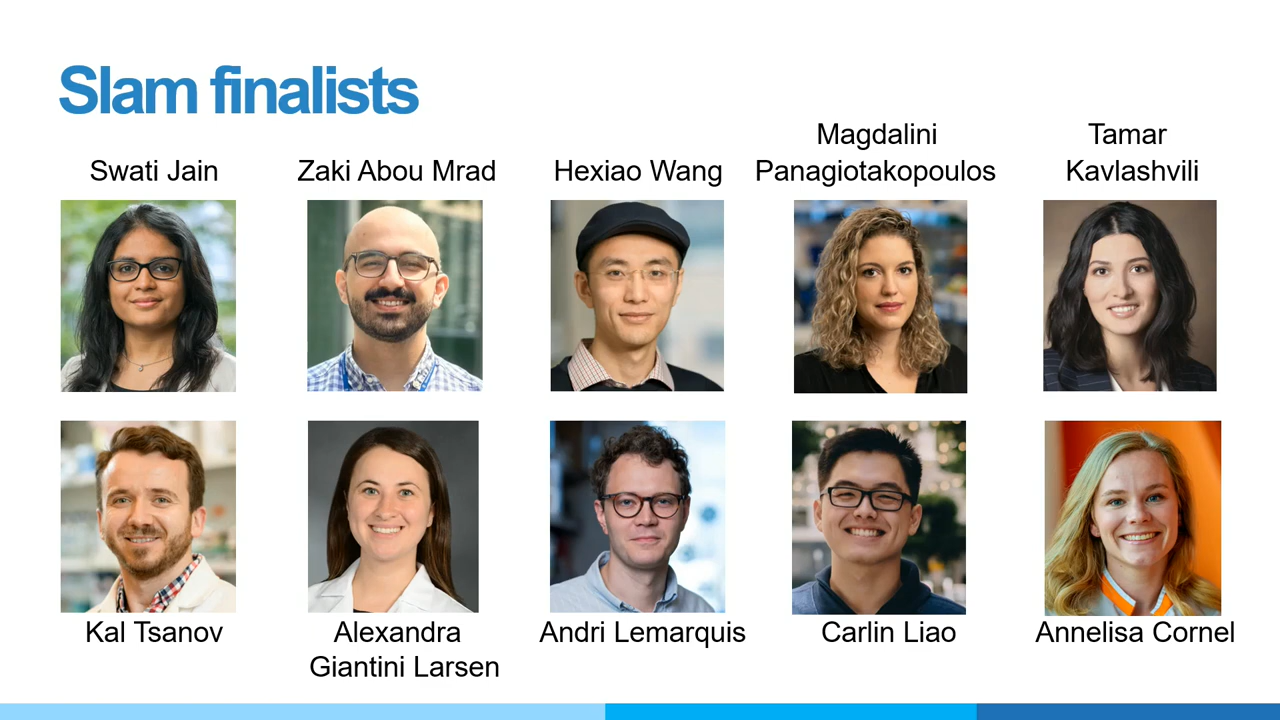 Slam finalists
Swati Jain
Zaki Abou Mrad
Hexiao Wang
Magdalini
Panagiotakopoulos
Tamar
Kavlashvili
Kal Tsanov
Alexandra
Giantini Larsen
Andri Lemarquis
Carlin Liao
Annelisa Cornel